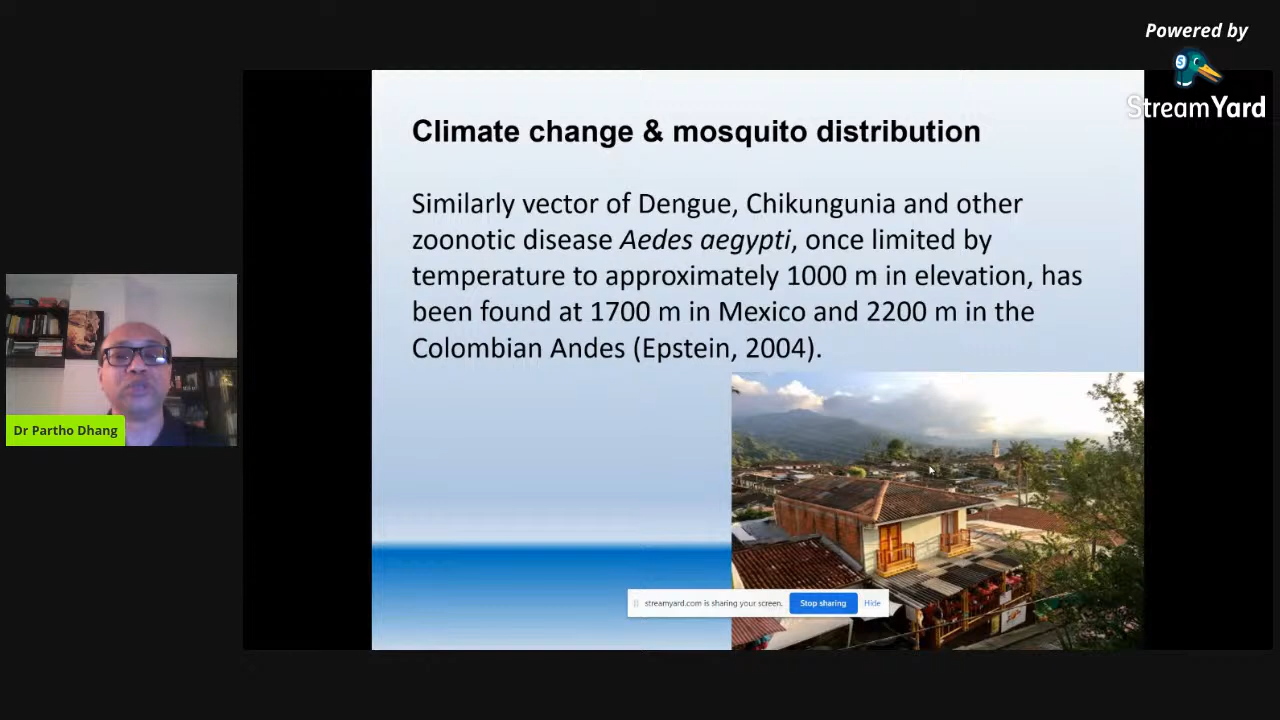 Powered by
StreamYard
Climate change & mosquito distribution
Similarly vector of Dengue, Chikungunia and other
zoonotic disease Aedes aegypti, once limited by
temperature to approximately 1000 m in elevation, has
been found at 1700 m in Mexico and 2200 m in the
Colombian Andes (Epstein, 2004).
Dr Partho Dhang
streamyard.com is sharing your screen.
Stop sharing
Hide